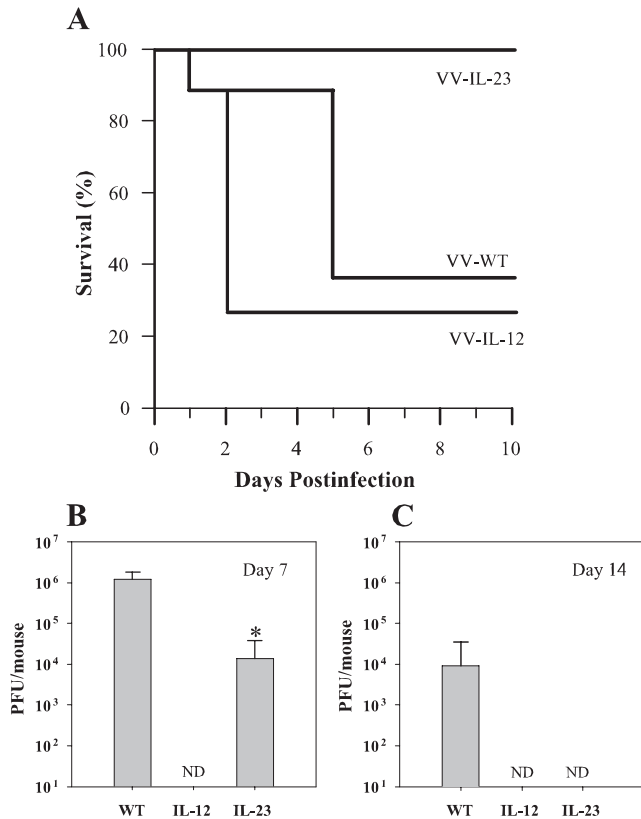 A
100
80
60
40
20
0
Survival (%)
VV-IL-23
VV-WT
VV-IL-12
0 2 4 6 8 10
Days Postinfection
B
10⁷
10⁶
10⁵
10⁴
10³
10²
10¹
PFU/mouse
Day 7
*
ND
WT IL-12 IL-23
C
10⁷
10⁶
10⁵
10⁴
10³
10²
10¹
PFU/mouse
Day 14
ND ND
WT IL-12 IL-23